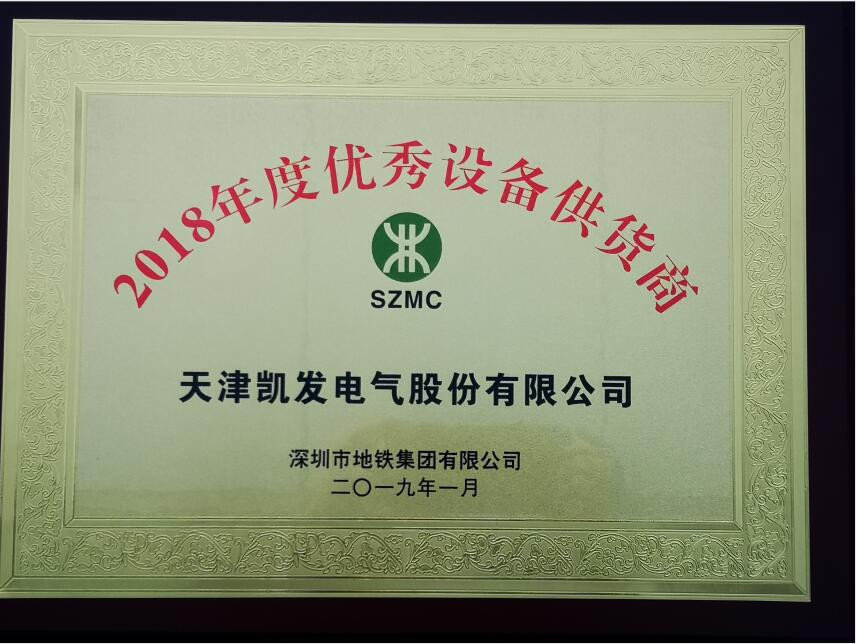 2018年度优秀设备供货商
SZMC
天津凯发电气股份有限公司
深圳市地铁集团有限公司
二〇一九年一月